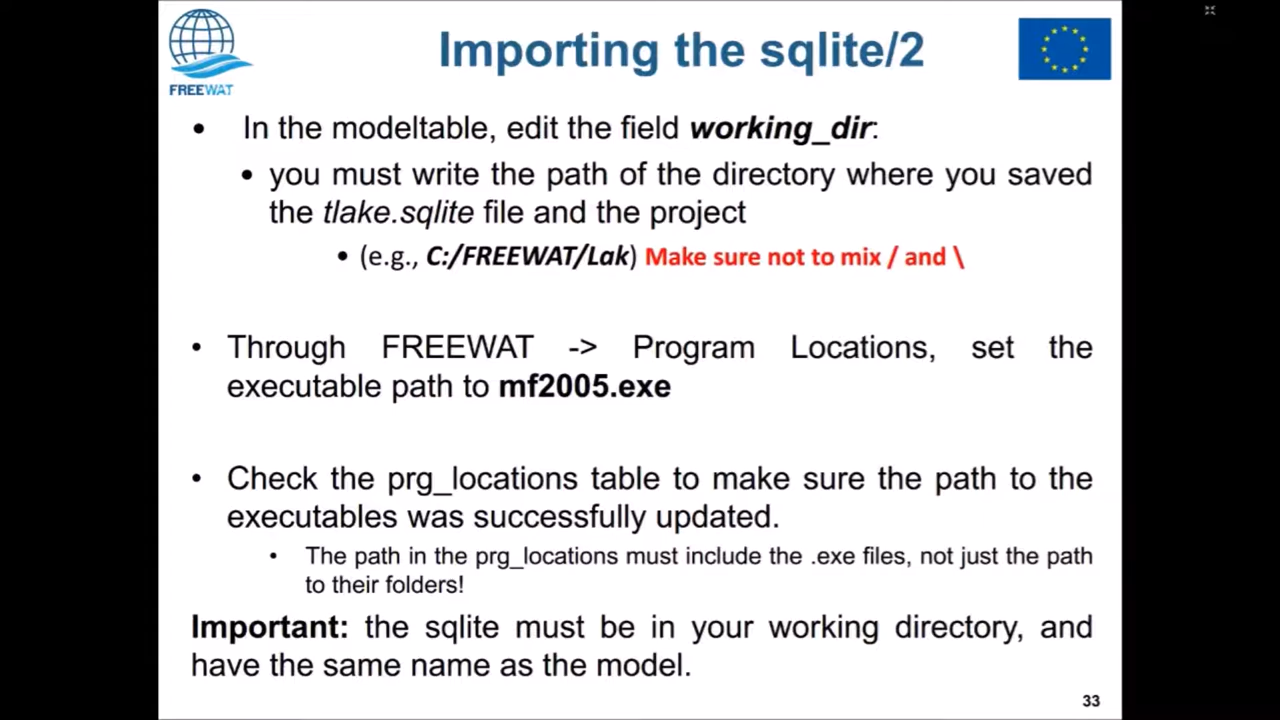 FREEWAT
Importing the sqlite/2
• In the modeltable, edit the field working_dir:
• you must write the path of the directory where you saved
the tlake.sqlite file and the project
• (e.g., C:/FREEWAT/Lak) Make sure not to mix / and \
• Through FREEWAT -> Program Locations, set the
executable path to mf2005.exe
• Check the prg_locations table to make sure the path to the
executables was successfully updated.
• The path in the prg_locations must include the .exe files, not just the path
to their folders!
Important: the sqlite must be in your working directory, and
have the same name as the model.
33